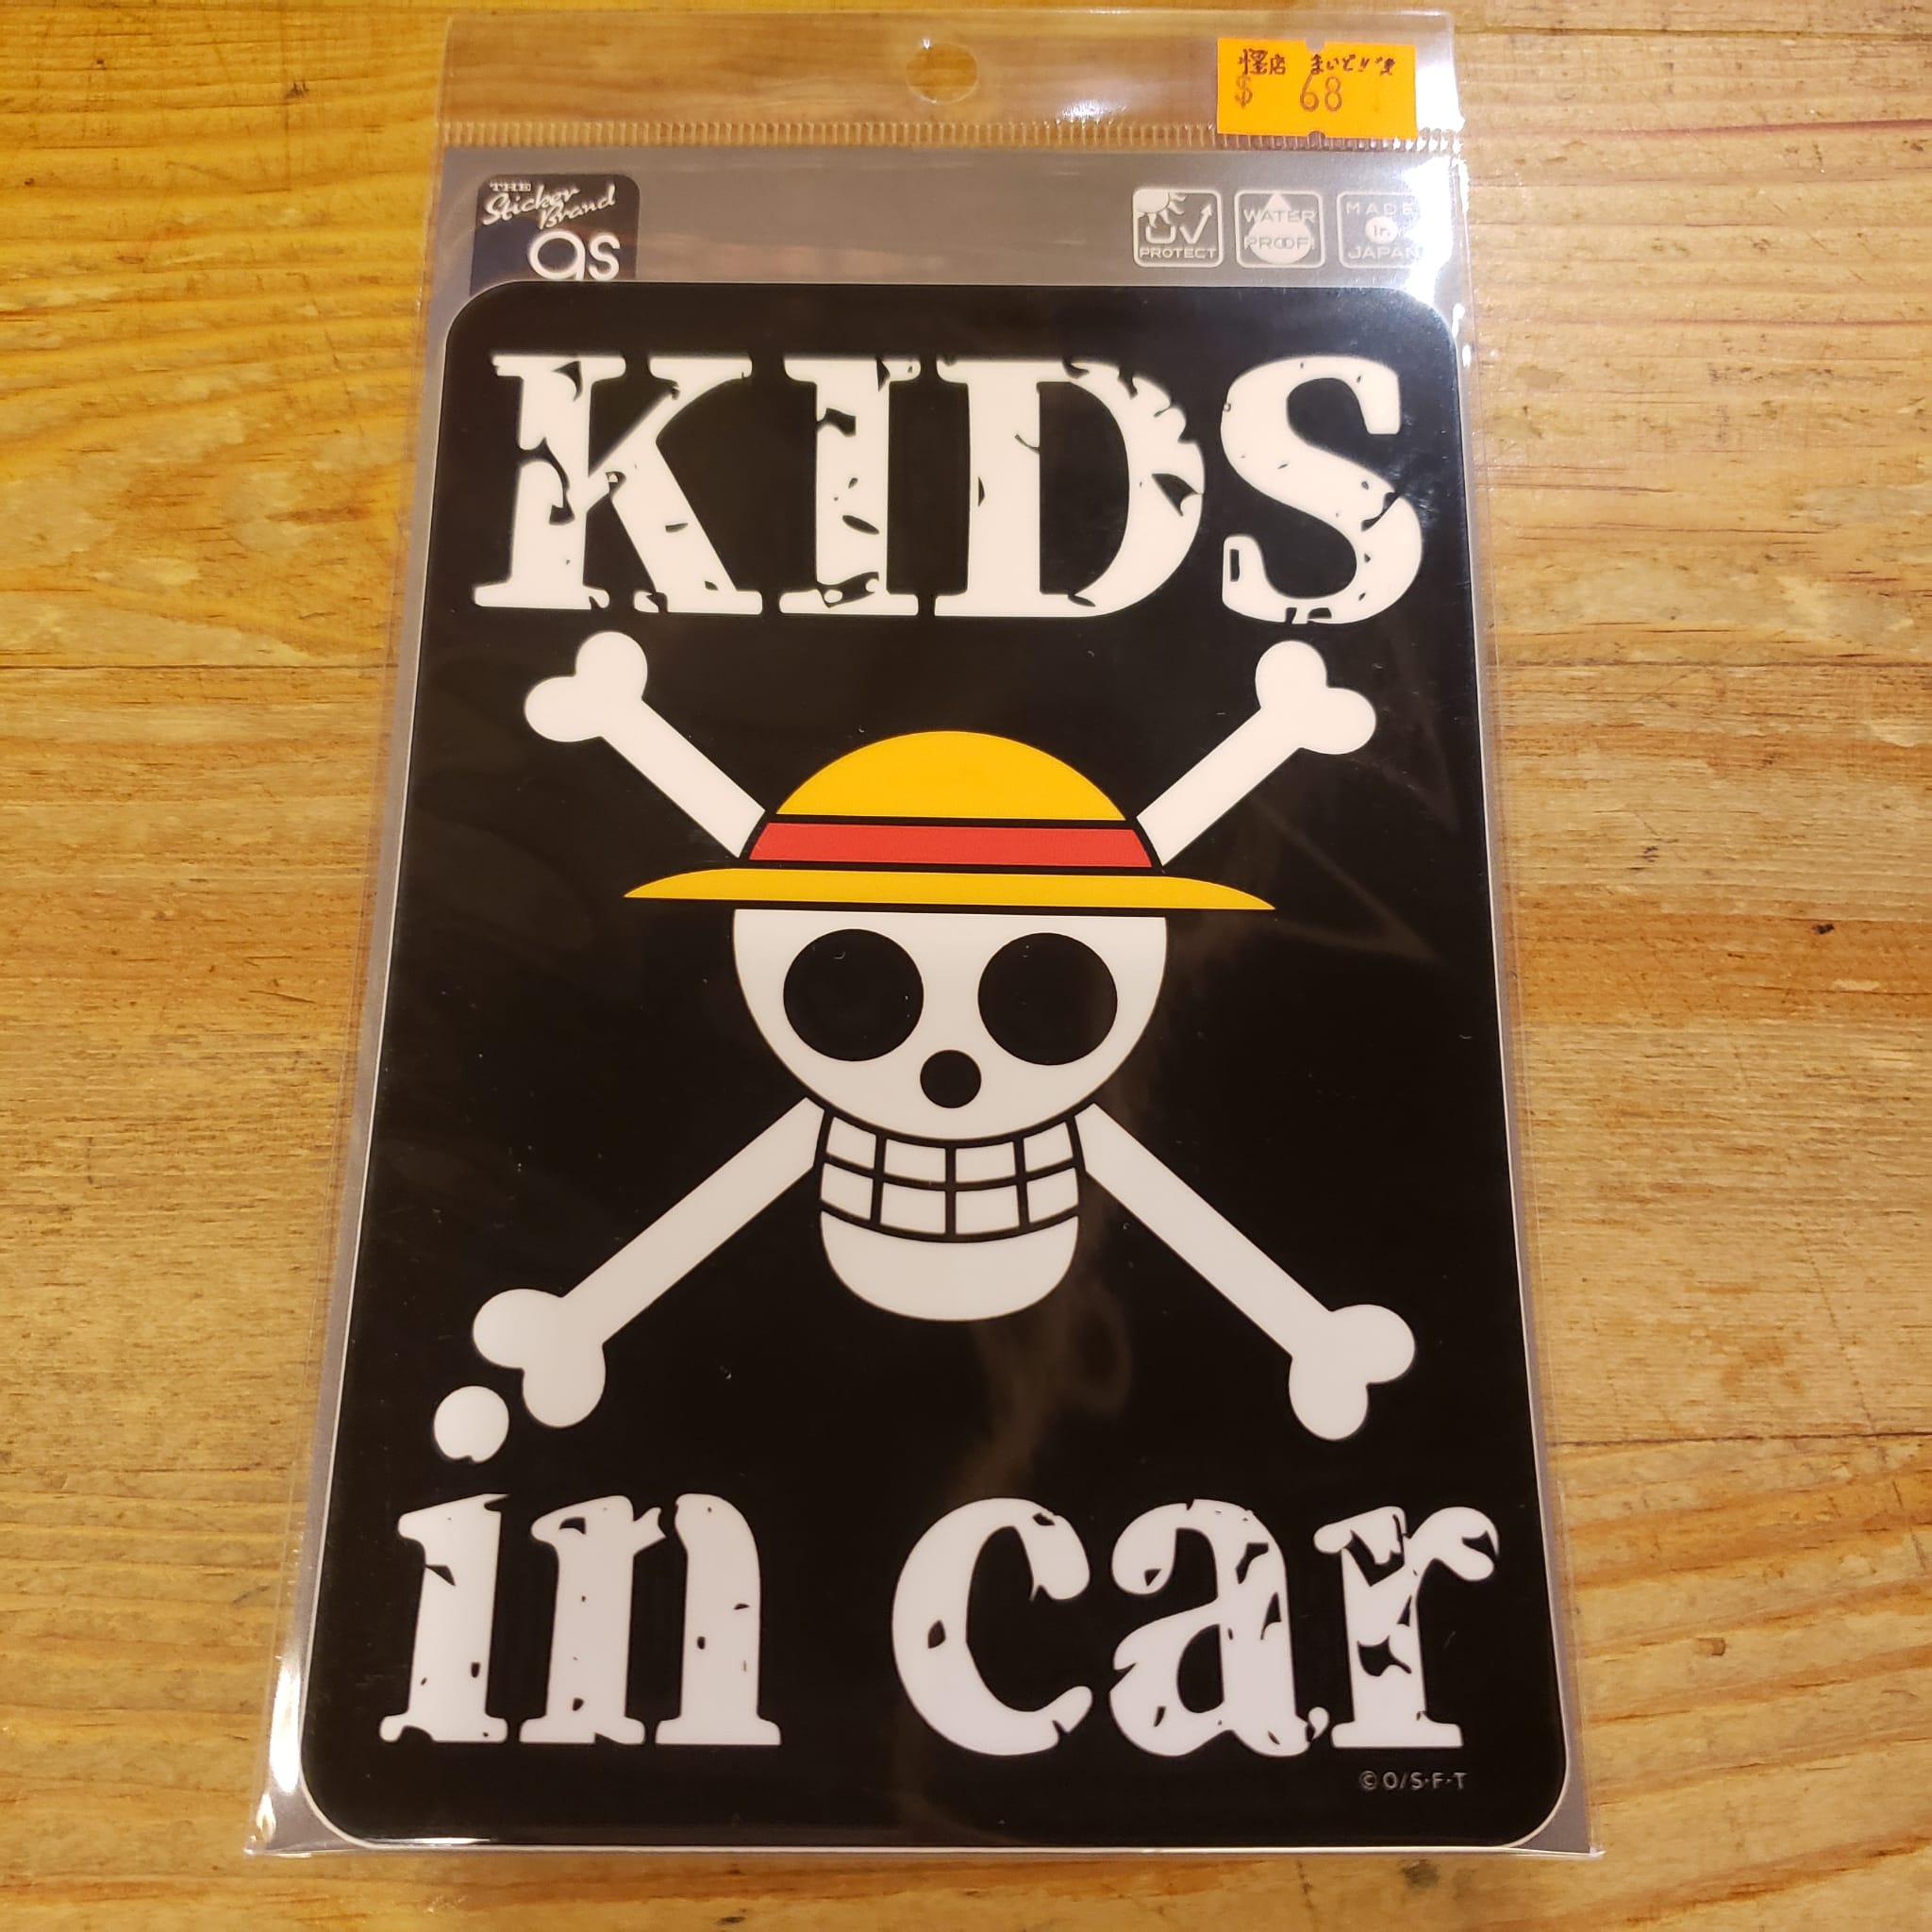 怪店 まいど!!
$ 68
THE
Sticker
Brand
gs
UV
PROTECT
WATER
PROOF!
MADE
in
JAPAN
KIDS
in car
©O/S·F·T